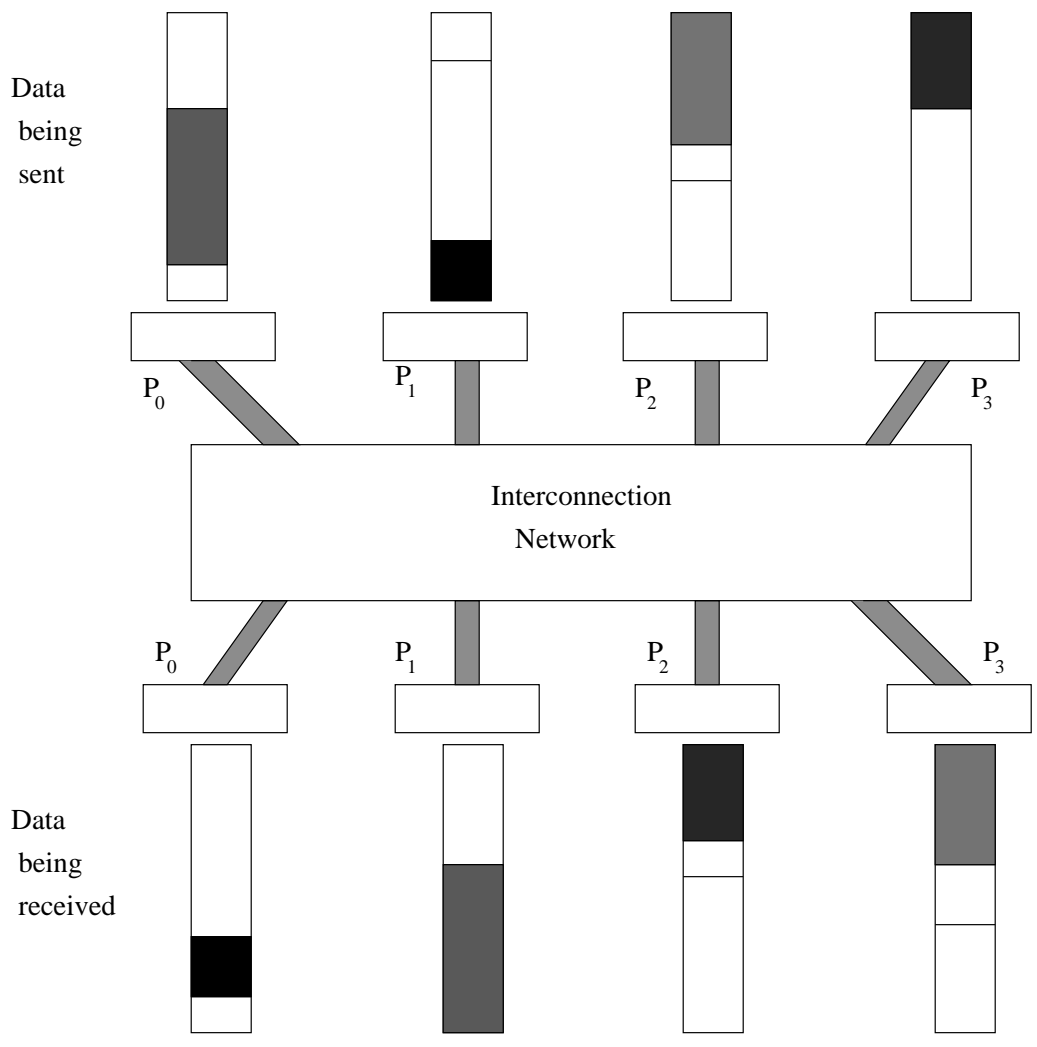 Data
being
sent
P0
P1
P2
P3
Interconnection
Network
P0
P1
P2
P3
Data
being
received